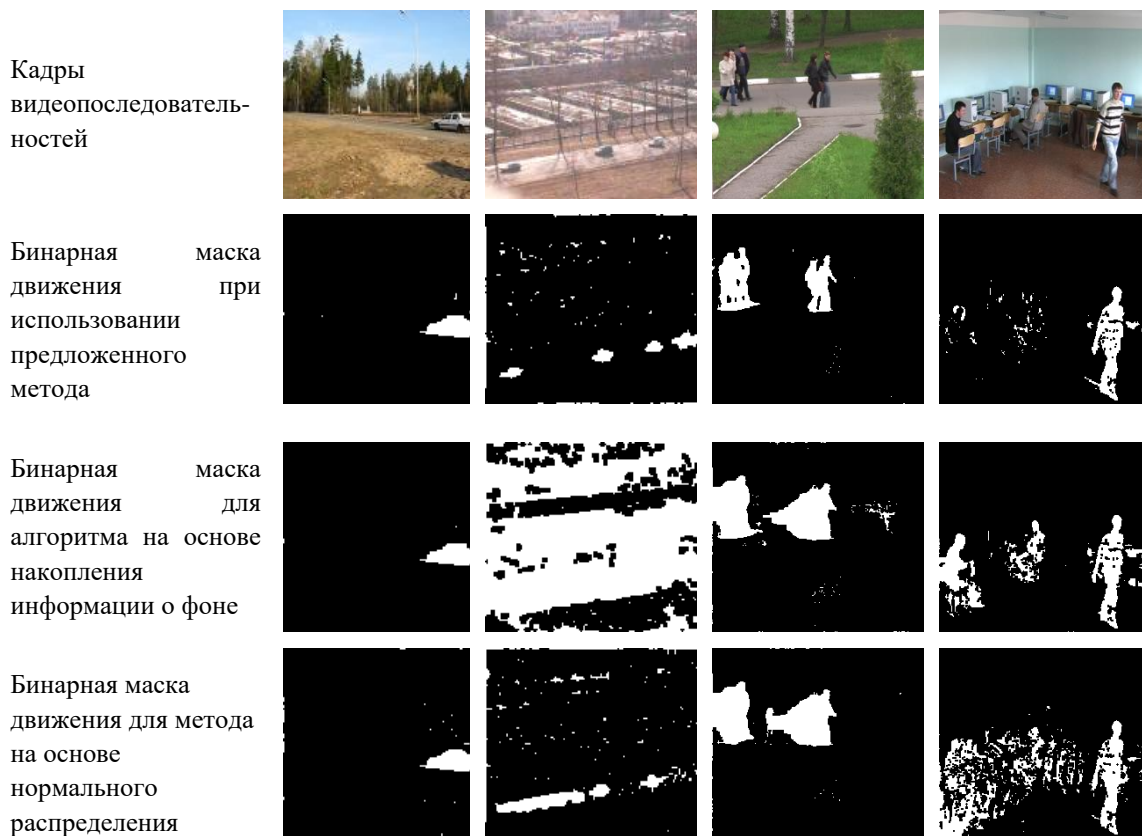 Кадры
видеопоследователь-
ностей
Бинарная маска
движения при
использовании
предложенного
метода
Бинарная маска
движения для
алгоритма на основе
накопления
информации о фоне
Бинарная маска
движения для метода
на основе
нормального
распределения